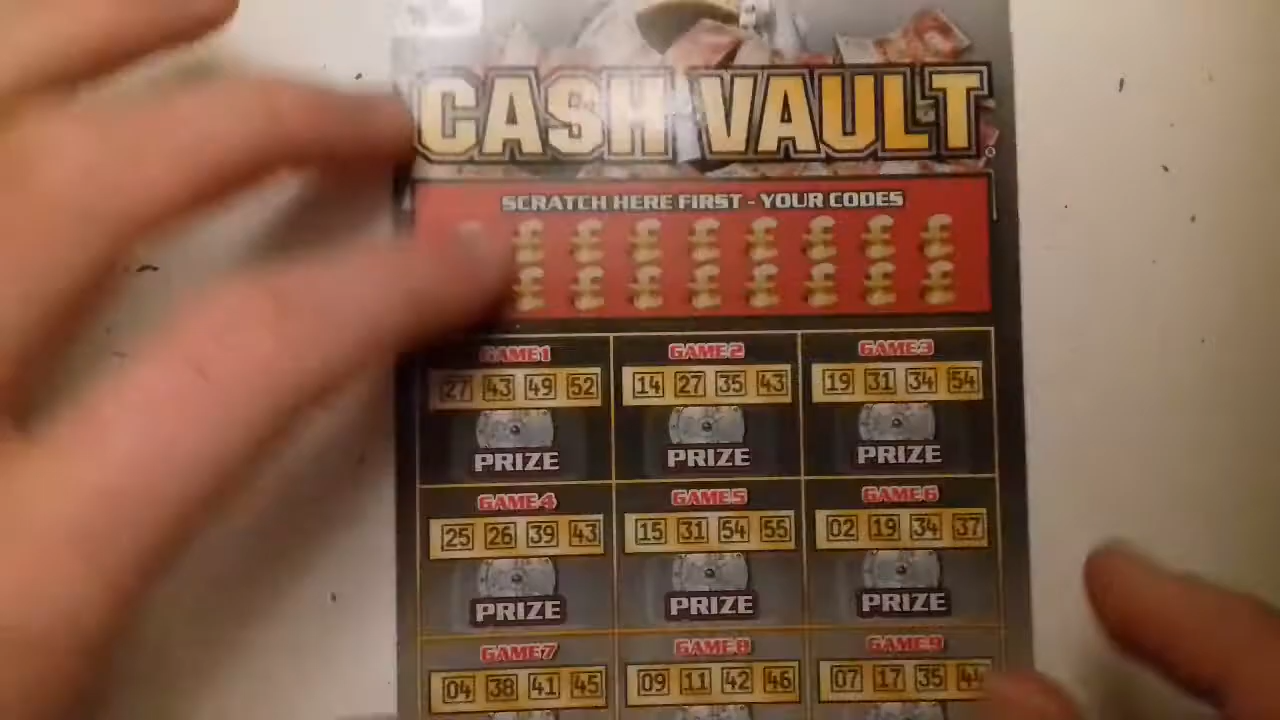 CASH VAULT
SCRATCH HERE FIRST - YOUR CODES
GAME 1 GAME 2 GAME 3
27 43 49 52 14 27 35 43 19 31 34 54
PRIZE PRIZE PRIZE
GAME 4 GAME 5 GAME 6
25 26 39 43 15 31 54 55 02 19 34 37
PRIZE PRIZE PRIZE
GAME 7 GAME 8 GAME 9
04 38 41 45 09 11 42 46 07 17 35 44